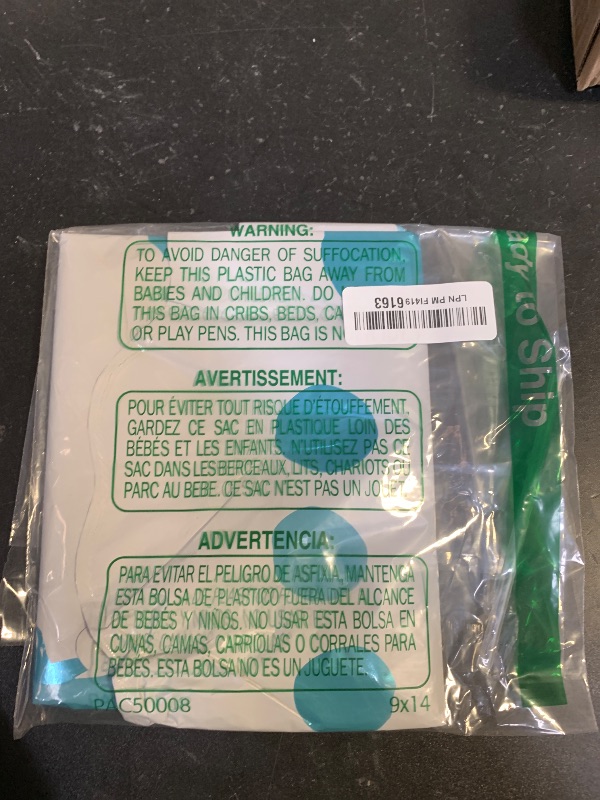 WARNING:
TO AVOID DANGER OF SUFFOCATION,
KEEP THIS PLASTIC BAG AWAY FROM
BABIES AND CHILDREN. DO
THIS BAG IN CRIBS, BEDS, CA
OR PLAY PENS. THIS BAG IS N
LPN PM FI419 6163
ady to Ship
AVERTISSEMENT:
POUR ÉVITER TOUT RISQUE D'ÉTOUFFEMENT,
GARDEZ CE SAC EN PLASTIQUE LOIN DES
BÉBÉS ET LES ENFANTS. N'UTILISEZ PAS CE
SAC DANS LES BERCEAUX, LITS, CHARIOTS OU
PARC AU BEBE. CE SAC N'EST PAS UN JOUET.
ADVERTENCIA:
PARA EVITAR EL PELIGRO DE ASFIXIA, MANTENGA
ESTA BOLSA DE PLASTICO FUERA DEL ALCANCE
DE BEBÉS Y NIÑOS. NO USAR ESTA BOLSA EN
CUNAS, CAMAS, CARRIOLAS O CORRALES PARA
BEBÉS. ESTA BOLSA NO ES UN JUGUETE.
PAC50008
9x14